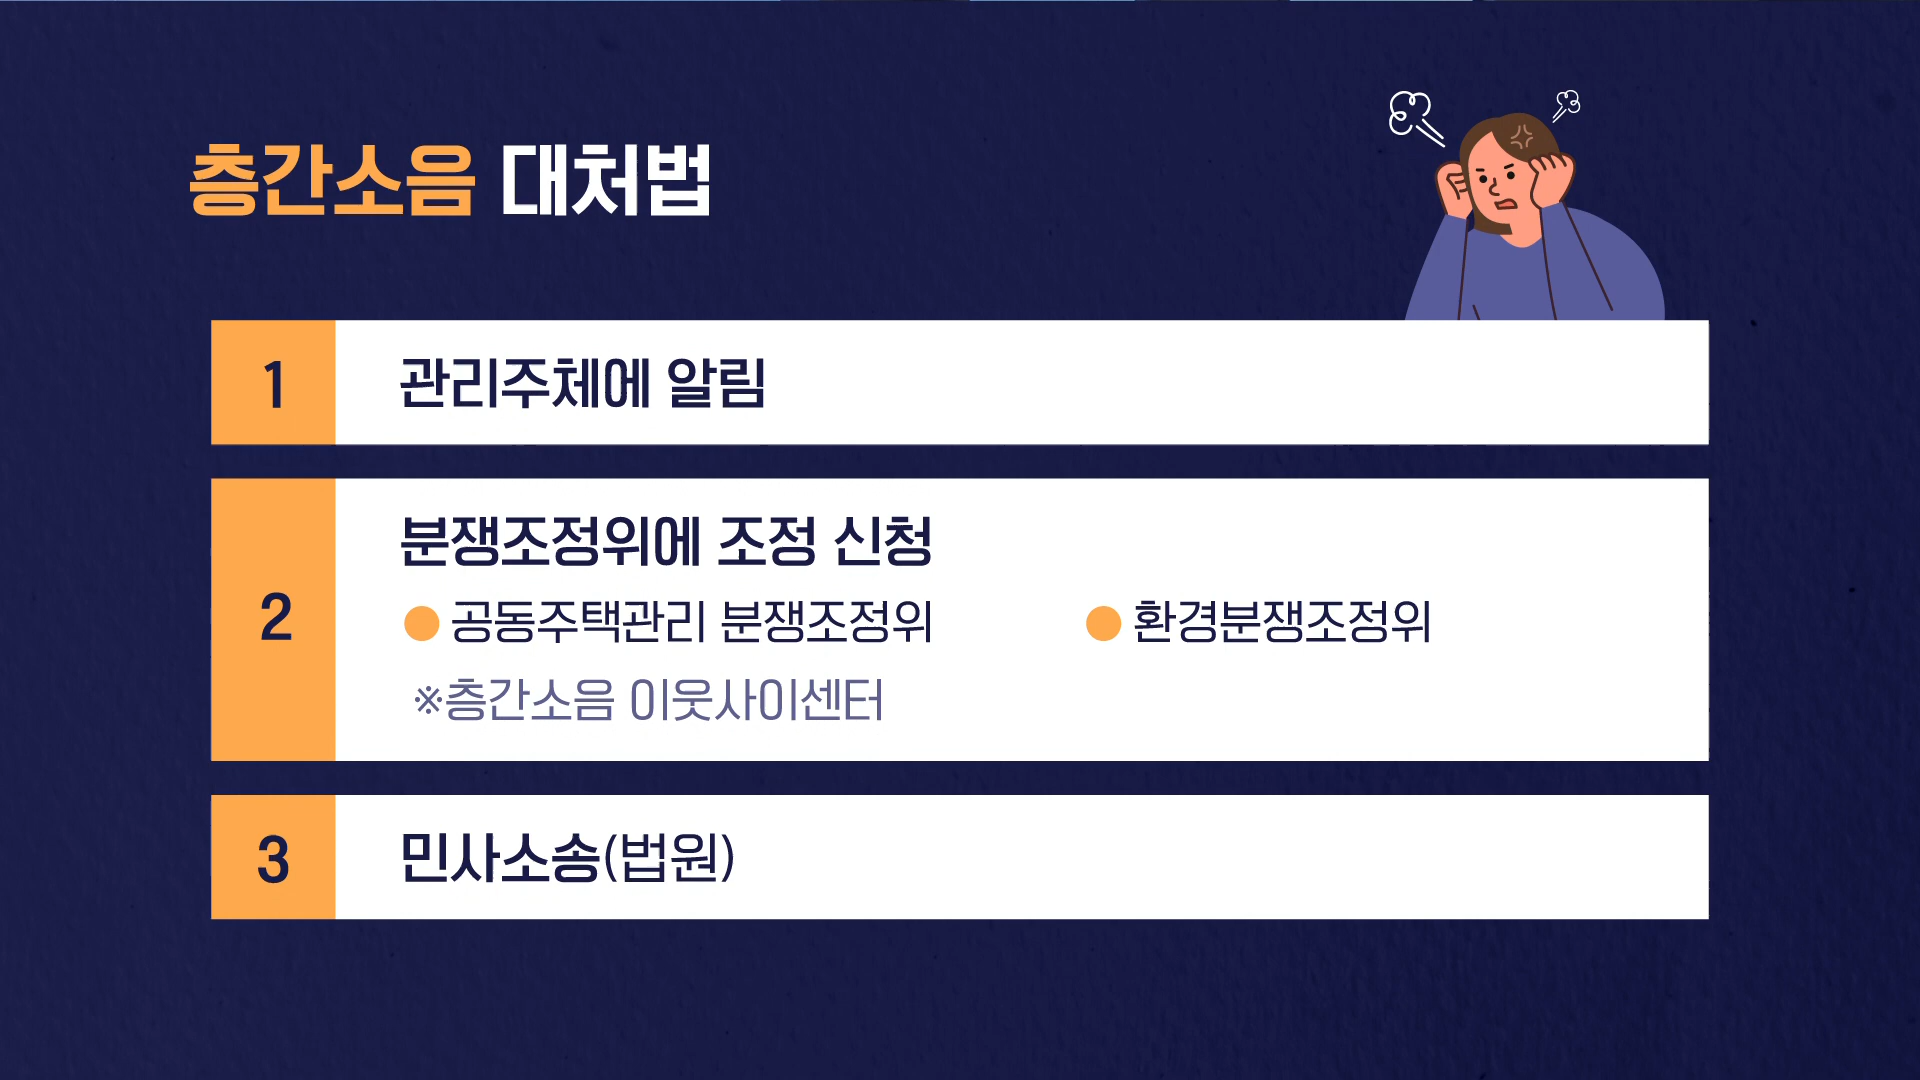 층간소음 대처법
1 관리주체에 알림
2 분쟁조정위에 조정 신청
● 공동주택관리 분쟁조정위 ● 환경분쟁조정위
※층간소음 이웃사이센터
3 민사소송(법원)